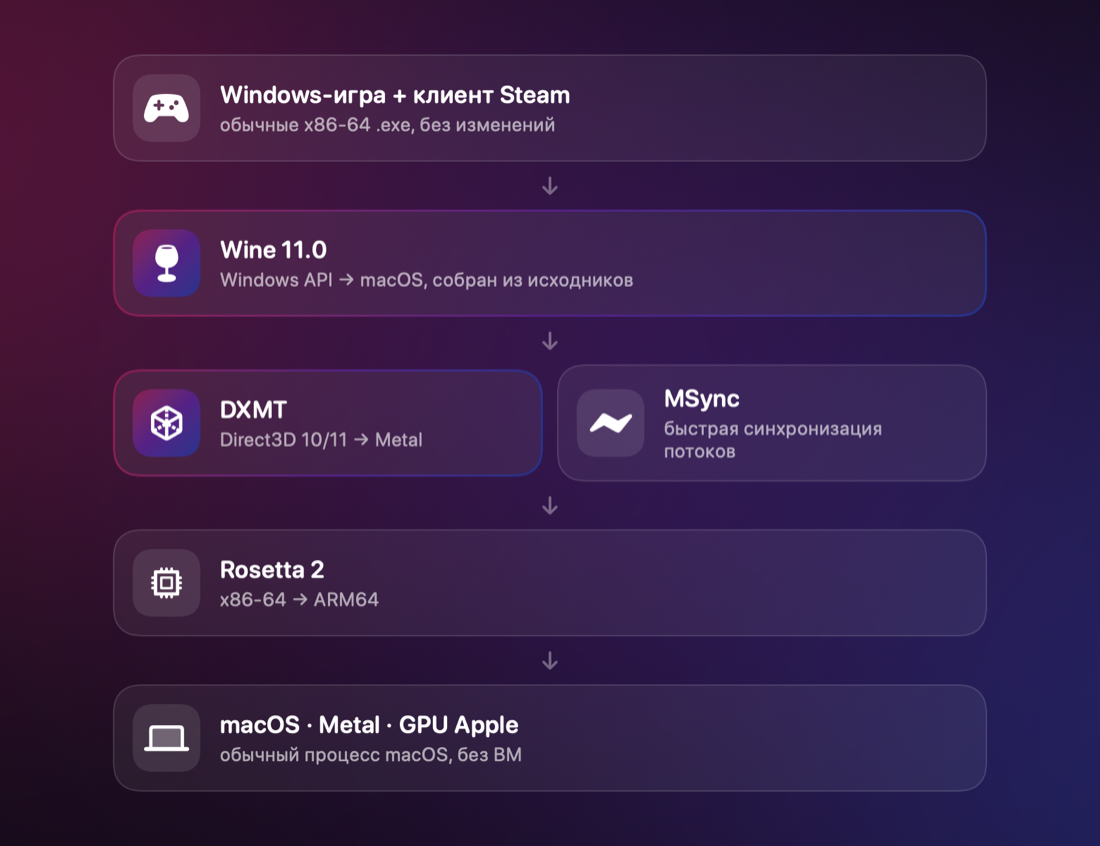 Windows-игра + клиент Steam
обычные x86-64 .exe, без изменений
Wine 11.0
Windows API → macOS, собран из исходников
DXMT
Direct3D 10/11 → Metal
MSync
быстрая синхронизация
потоков
Rosetta 2
x86-64 → ARM64
macOS · Metal · GPU Apple
обычный процесс macOS, без ВМ